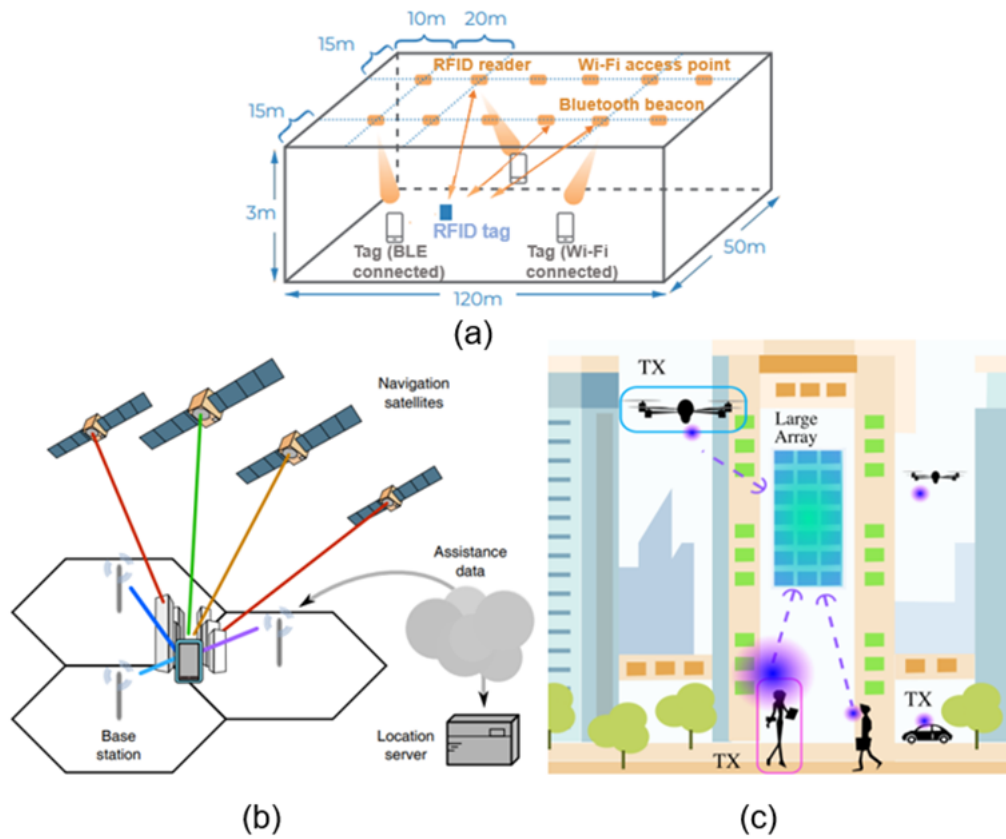 10m
20m
15m
RFID reader
Wi-Fi access point
15m
Bluetooth beacon
3m
RFID tag
Tag (BLE
connected)
Tag (Wi-Fi
connected)
50m
120m
(a)
Navigation
satellites
Assistance
data
Base
station
Location
server
(b)
TX
Large
Array
TX
TX
(c)